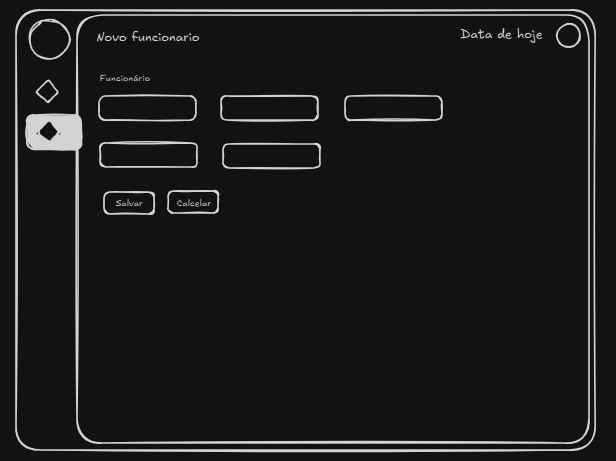 Novo funcionario
Data de hoje
Funcionário
Salvar
Calcelar